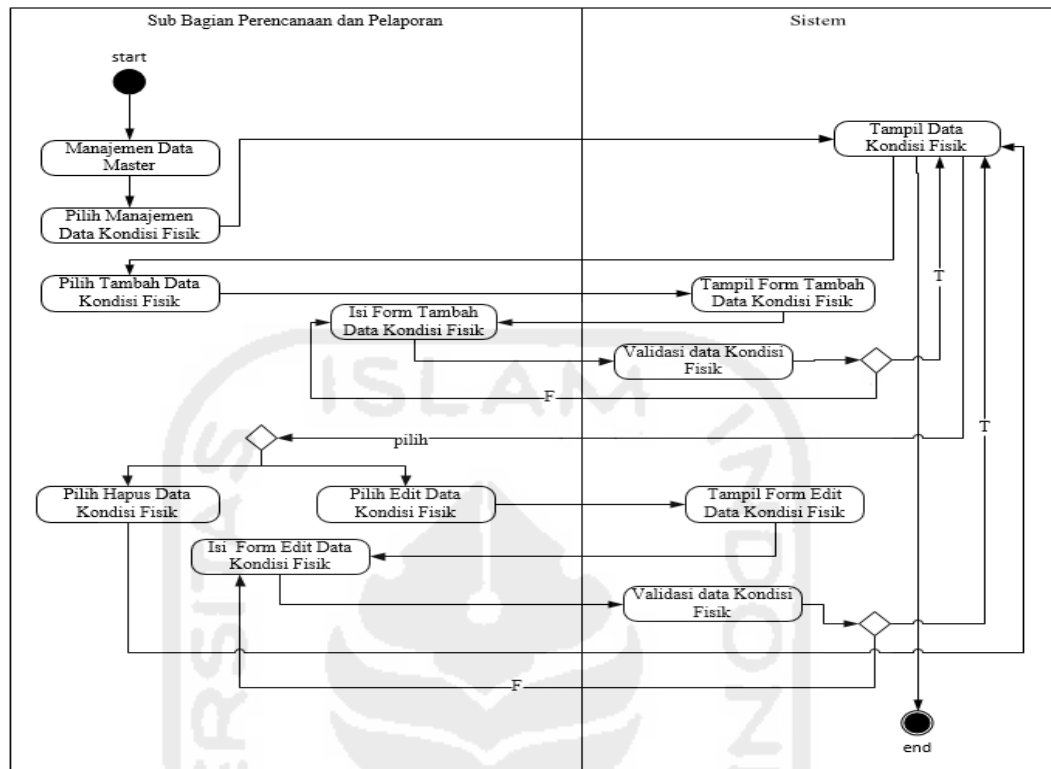 Sub Bagian Perencanaan dan Pelaporan
Sistem
start
Manajemen Data
Master
Tampil Data
Kondisi Fisik
Pilih Manajemen
Data Kondisi Fisik
Pilih Tambah Data
Kondisi Fisik
Tampil Form Tambah
Data Kondisi Fisik
T
Isi Form Tambah
Data Kondisi Fisik
Validasi data Kondisi
Fisik
F
T
pilih
Pilih Hapus Data
Kondisi Fisik
Pilih Edit Data
Kondisi Fisik
Tampil Form Edit
Data Kondisi Fisik
Isi Form Edit Data
Kondisi Fisik
Validasi data Kondisi
Fisik
F
end
ISLAM